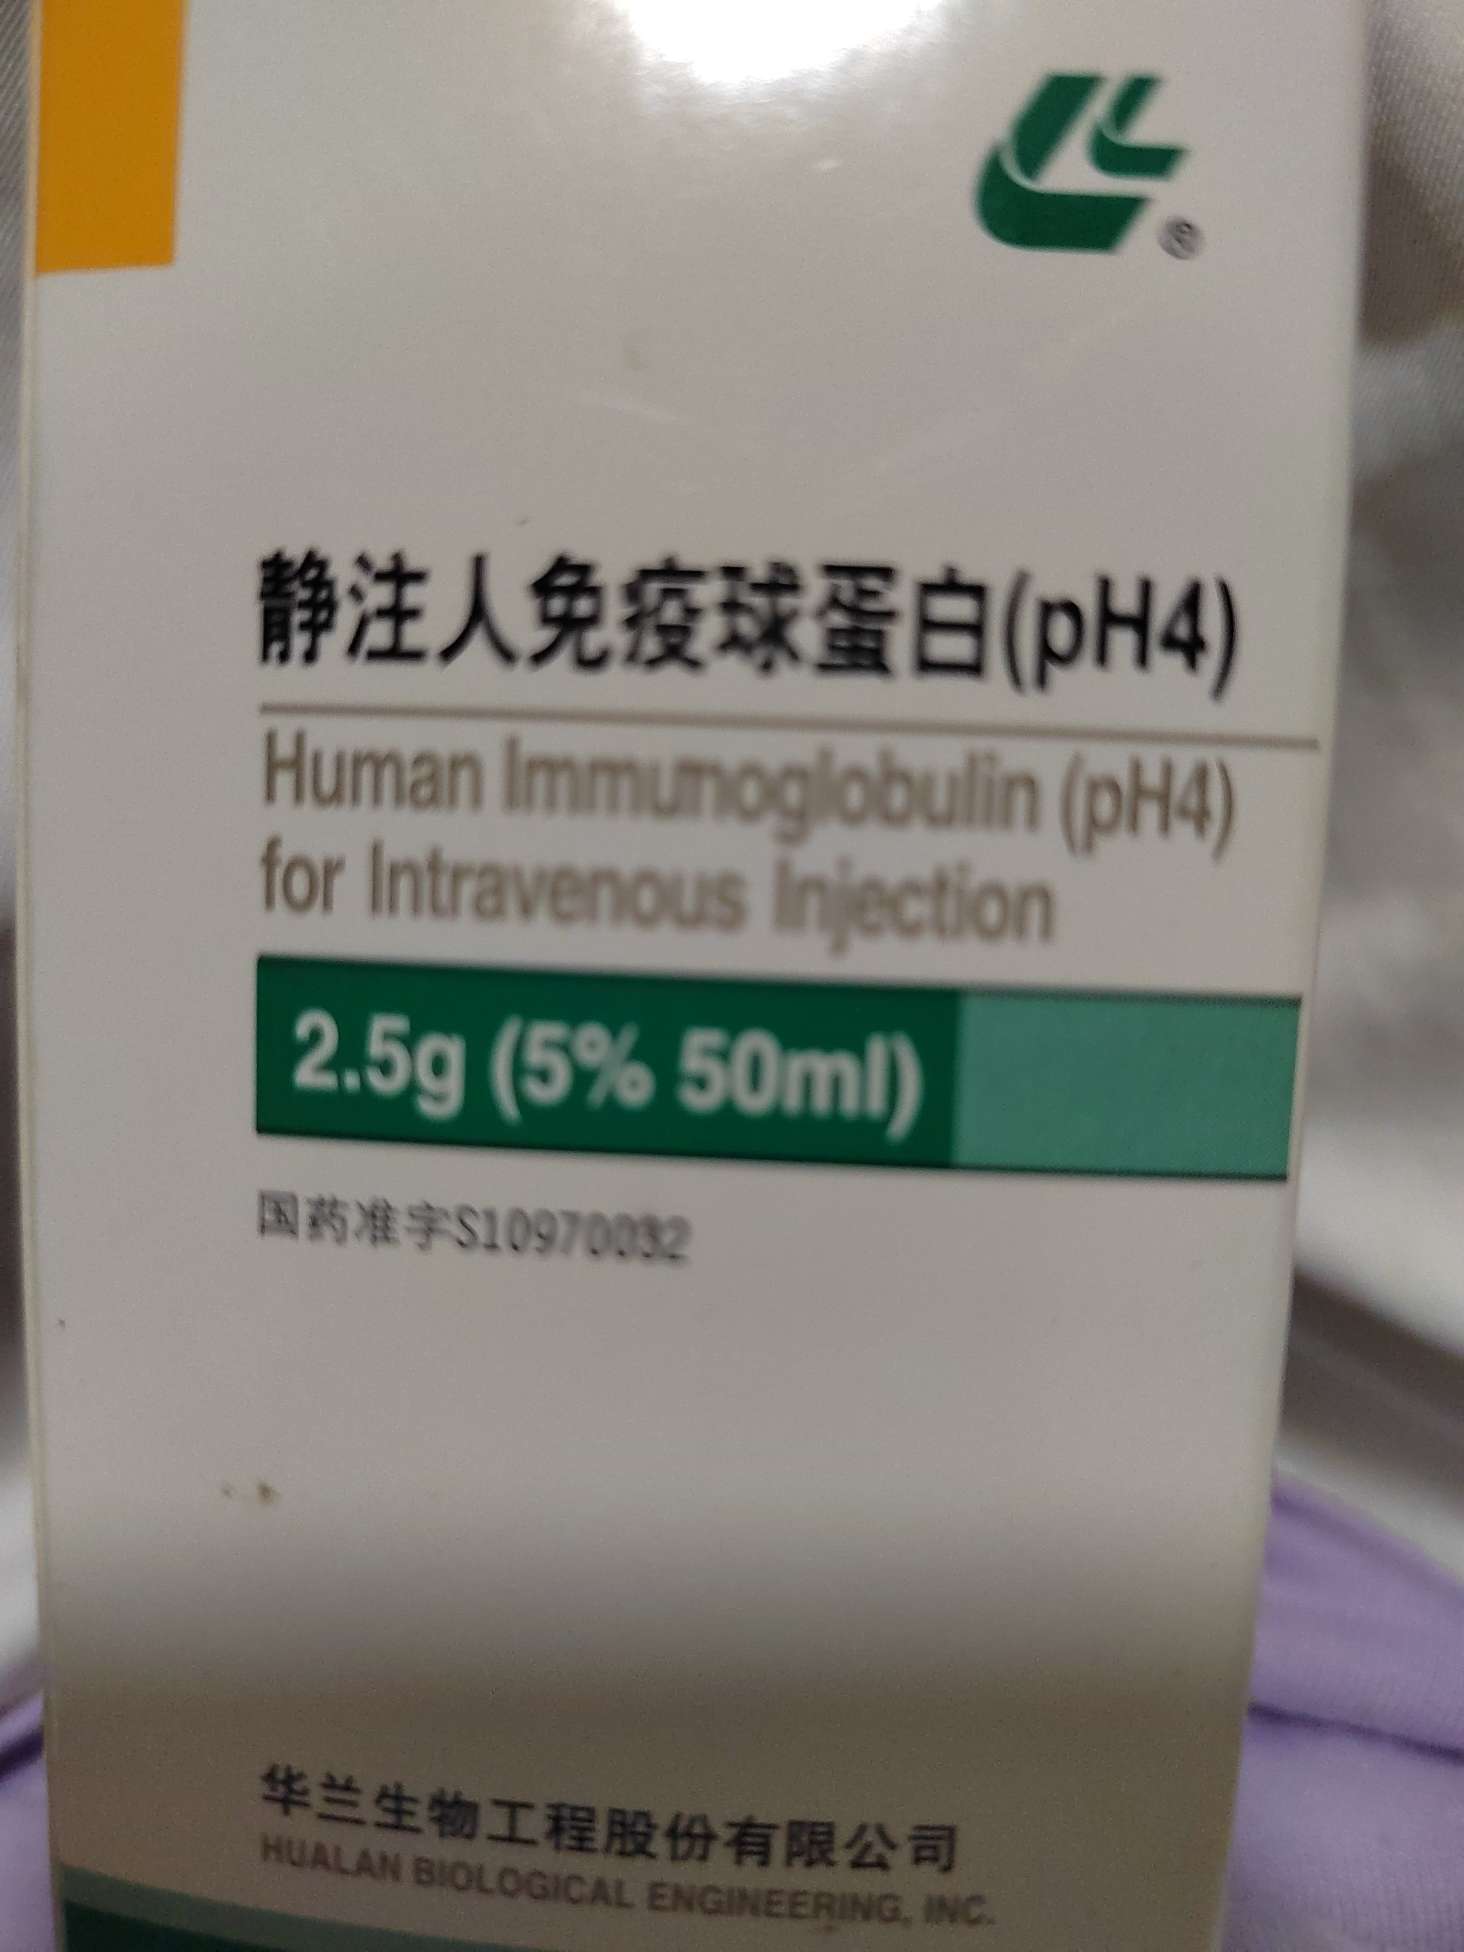 静注人免疫球蛋白(pH4)
Human Immunoglobulin (pH4)
for Intravenous Injection
2.5g (5% 50ml)
国药准字S10970032
华兰生物工程股份有限公司
HUALAN BIOLOGICAL ENGINEERING, INC.